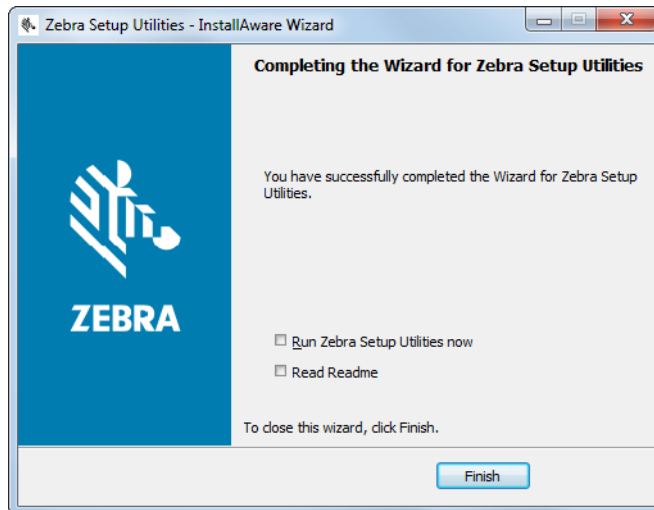 Zebra Setup Utilities - InstallAware Wizard
Completing the Wizard for Zebra Setup Utilities
You have successfully completed the Wizard for Zebra Setup
Utilities.
ZEBRA
Run Zebra Setup Utilities now
Read Readme
To close this wizard, click Finish.
Finish